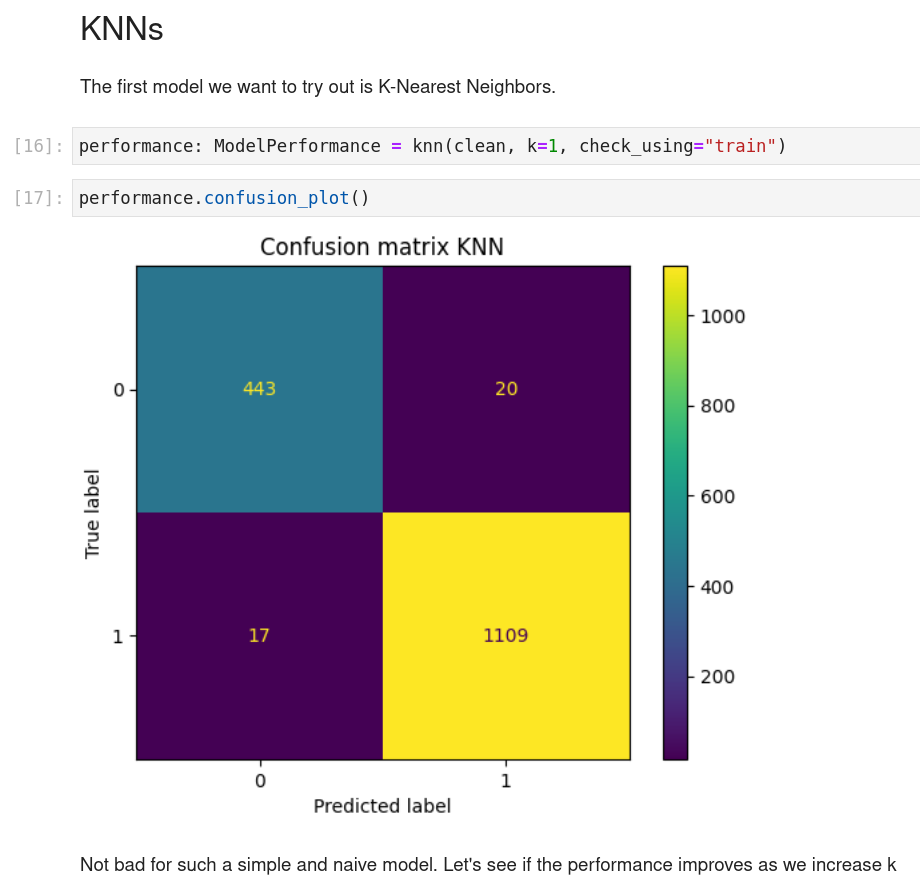 KNNs
The first model we want to try out is K-Nearest Neighbors.
[16]: performance: ModelPerformance = knn(clean, k=1, check_using="train")
[17]: performance.confusion_plot()
Confusion matrix KNN
1000
0 443 20
800
True label
600
400
1 17 1109
200
0 1
Predicted label
Not bad for such a simple and naive model. Let's see if the performance improves as we increase k